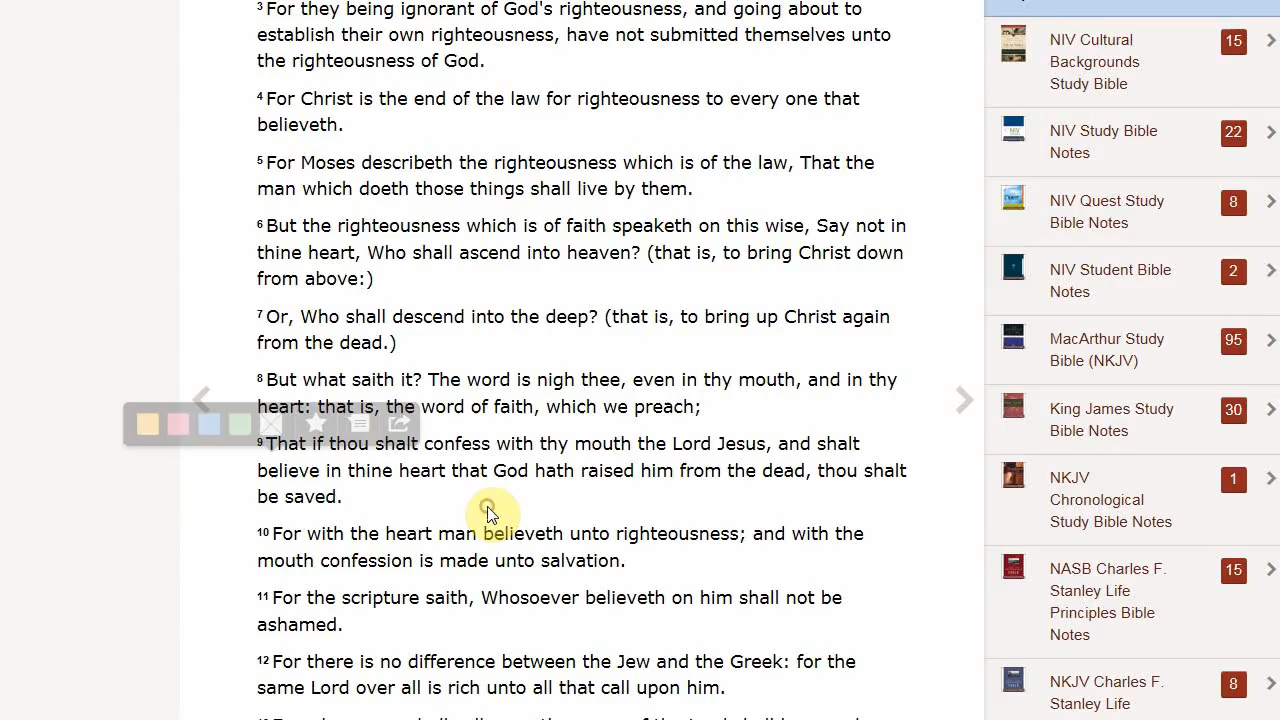 3 For they being ignorant of God's righteousness, and going about to
establish their own righteousness, have not submitted themselves unto
the righteousness of God.
4 For Christ is the end of the law for righteousness to every one that
believeth.
5 For Moses describeth the righteousness which is of the law, That the
man which doeth those things shall live by them.
6 But the righteousness which is of faith speaketh on this wise, Say not in
thine heart, Who shall ascend into heaven? (that is, to bring Christ down
from above:)
7 Or, Who shall descend into the deep? (that is, to bring up Christ again
from the dead.)
8 But what saith it? The word is nigh thee, even in thy mouth, and in thy
heart: that is, the word of faith, which we preach;
9 That if thou shalt confess with thy mouth the Lord Jesus, and shalt
believe in thine heart that God hath raised him from the dead, thou shalt
be saved.
10 For with the heart man believeth unto righteousness; and with the
mouth confession is made unto salvation.
11 For the scripture saith, Whosoever believeth on him shall not be
ashamed.
12 For there is no difference between the Jew and the Greek: for the
same Lord over all is rich unto all that call upon him.
NIV Cultural 15
Backgrounds
Study Bible
NIV Study Bible 22
Notes
NIV Quest Study 8
Bible Notes
NIV Student Bible 2
Notes
MacArthur Study 95
Bible (NKJV)
King James Study 30
Bible Notes
NKJV 1
Chronological
Study Bible Notes
NASB Charles F. 15
Stanley Life
Principles Bible
Notes
NKJV Charles F. 8
Stanley Life